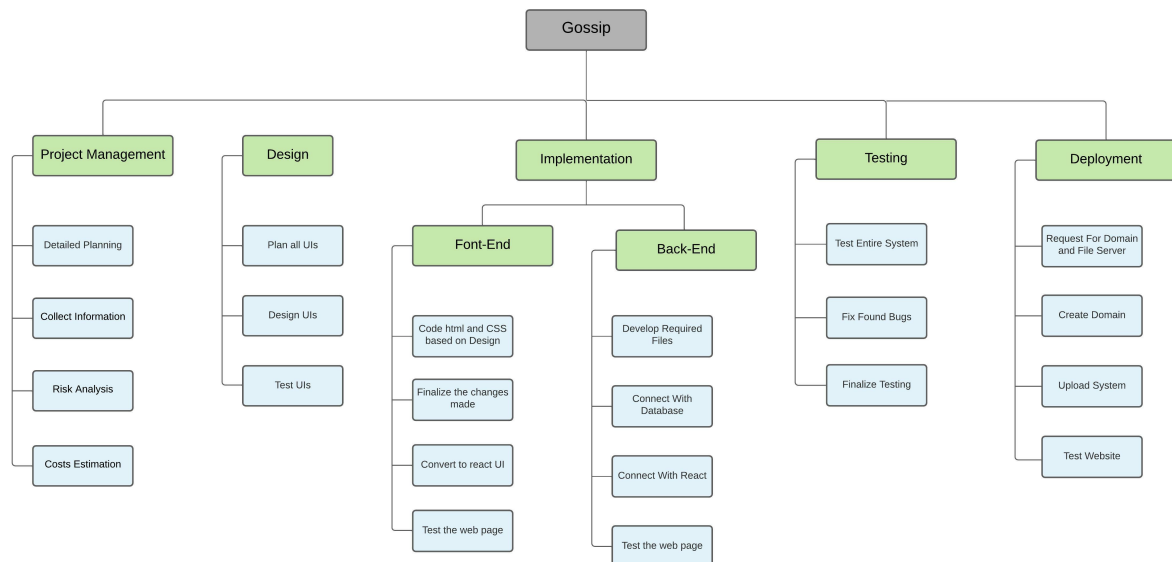 Gossip
Project Management
Detailed Planning
Collect Information
Risk Analysis
Costs Estimation
Design
Plan all UIs
Design UIs
Test UIs
Implementation
Font-End
Code html and CSS
based on Design
Finalize the changes
made
Convert to react UI
Test the web page
Back-End
Develop Required
Files
Connect With
Database
Connect With React
Test the web page
Testing
Test Entire System
Fix Found Bugs
Finalize Testing
Deployment
Request For Domain
and File Server
Create Domain
Upload System
Test Website